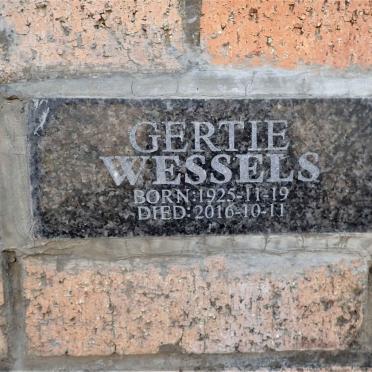 GERTIE
WESSELS
BORN:1925-11-19
DIED:2016-10-11